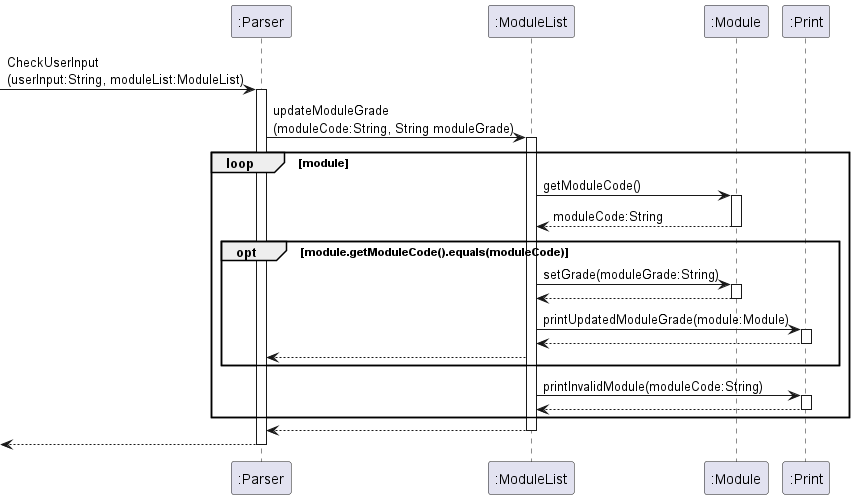 :Parser :ModuleList :Module :Print
CheckUserInput
(userInput:String, moduleList:ModuleList)
updateModuleGrade
(moduleCode:String, String moduleGrade)
loop [module]
getModuleCode()
moduleCode:String
opt [module.getModuleCode().equals(moduleCode)]
setGrade(moduleGrade:String)
printUpdatedModuleGrade(module:Module)
printInvalidModule(moduleCode:String)
:Parser :ModuleList :Module :Print